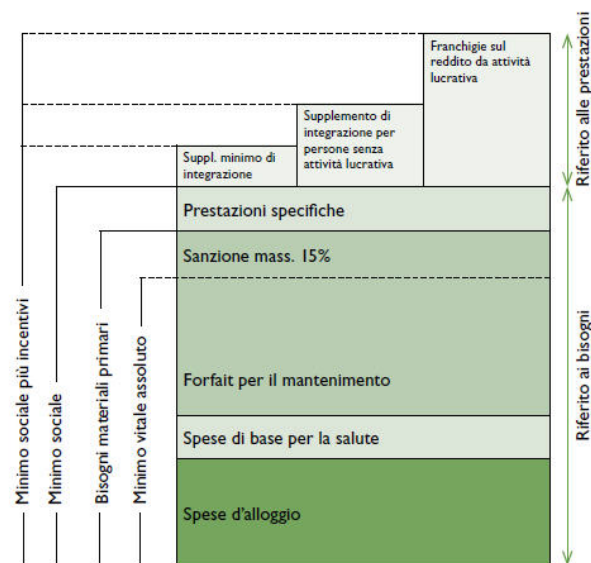 Franchigie sul
reddito da attività
lucrativa
Supplemento di
integrazione per
persone senza
attività lucrativa
Suppl. minimo di
integrazione
Prestazioni specifiche
Sanzione mass. 15%
Forfait per il mantenimento
Spese di base per la salute
Spese d'alloggio
Minimo sociale più incentivi
Minimo sociale
Bisogni materiali primari
Minimo vitale assoluto
Riferito alle prestazioni
Riferito ai bisogni